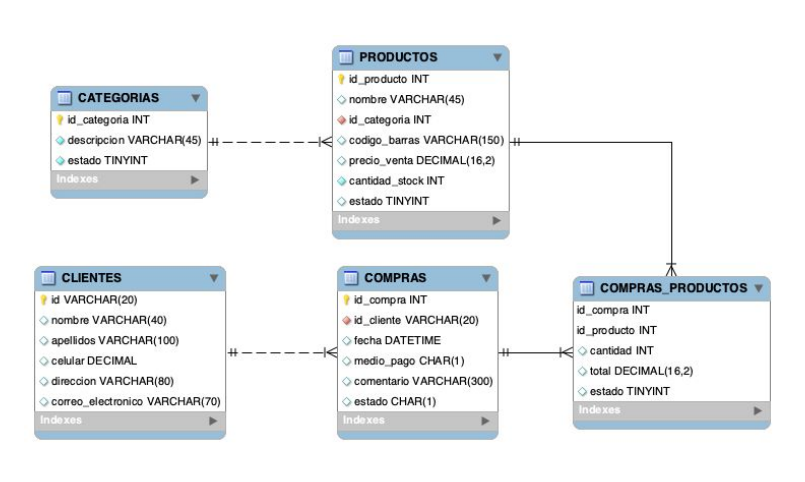 CATEGORIAS
id_categoria INT
descripcion VARCHAR(45)
estado TINYINT
Indexes
PRODUCTOS
id_producto INT
nombre VARCHAR(45)
id_categoria INT
codigo_barras VARCHAR(150)
precio_venta DECIMAL(16,2)
cantidad_stock INT
estado TINYINT
Indexes
CLIENTES
id VARCHAR(20)
nombre VARCHAR(40)
apellidos VARCHAR(100)
celular DECIMAL
direccion VARCHAR(80)
correo_electronico VARCHAR(70)
Indexes
COMPRAS
id_compra INT
id_cliente VARCHAR(20)
fecha DATETIME
medio_pago CHAR(1)
comentario VARCHAR(300)
estado CHAR(1)
Indexes
COMPRAS_PRODUCTOS
id_compra INT
id_producto INT
cantidad INT
total DECIMAL(16,2)
estado TINYINT
Indexes